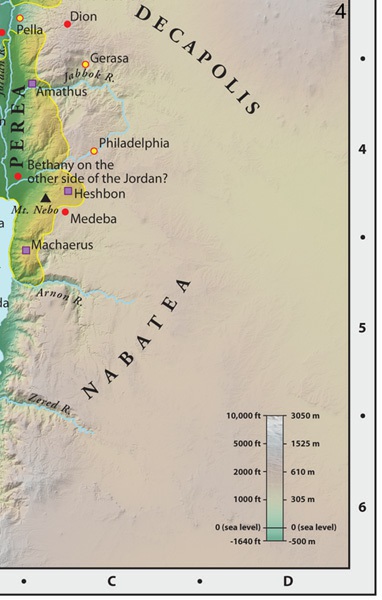 4
DECAPOLIS
Dion
Pella
Gerasa
Jabbok R.
Amathus
PEREA
4
Philadelphia
Bethany on the
other side of the Jordan?
Heshbon
Mt. Nebo
Medeba
Machaerus
Arnon R.
NABATEA
5
Zered R.
10,000 ft 3050 m
5000 ft 1525 m
2000 ft 610 m
1000 ft 305 m
0 (sea level) 0 (sea level)
-1640 ft -500 m
6
C D